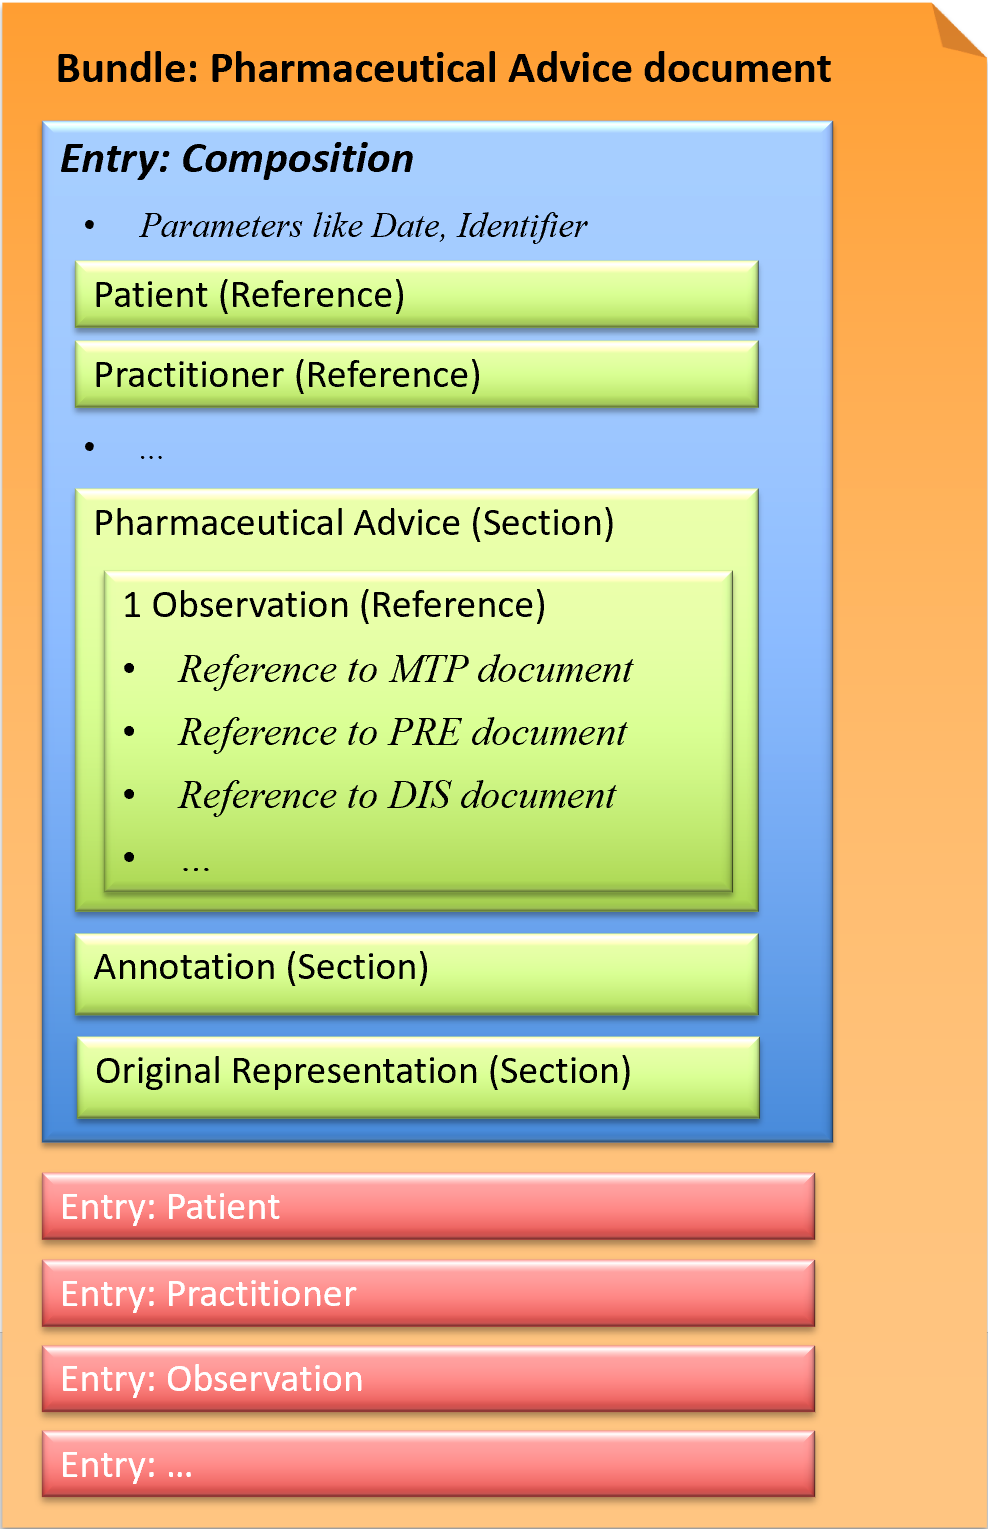 Bundle: Pharmaceutical Advice document
Entry: Composition
• Parameters like Date, Identifier
Patient (Reference)
Practitioner (Reference)
• ...
Pharmaceutical Advice (Section)
1 Observation (Reference)
• Reference to MTP document
• Reference to PRE document
• Reference to DIS document
• ...
Annotation (Section)
Original Representation (Section)
Entry: Patient
Entry: Practitioner
Entry: Observation
Entry: ...